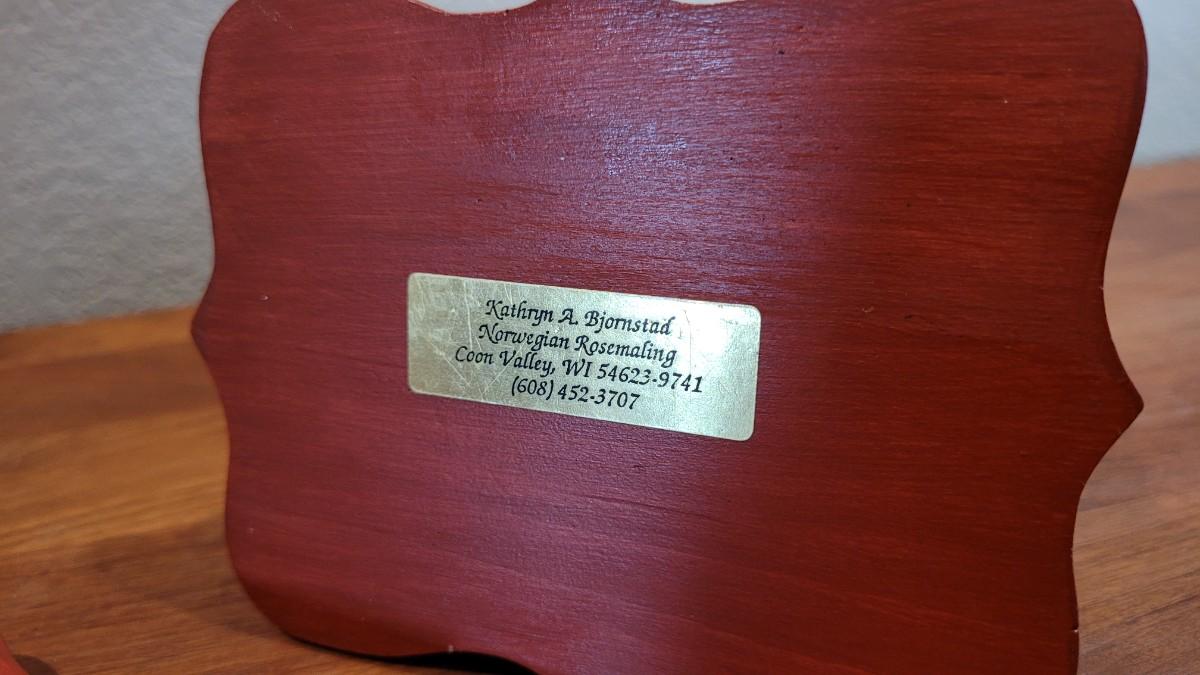 Kathryn A. Bjornstad
Norwegian Rosemaling
Coon Valley, WI 54623-9741
(608) 452-3707